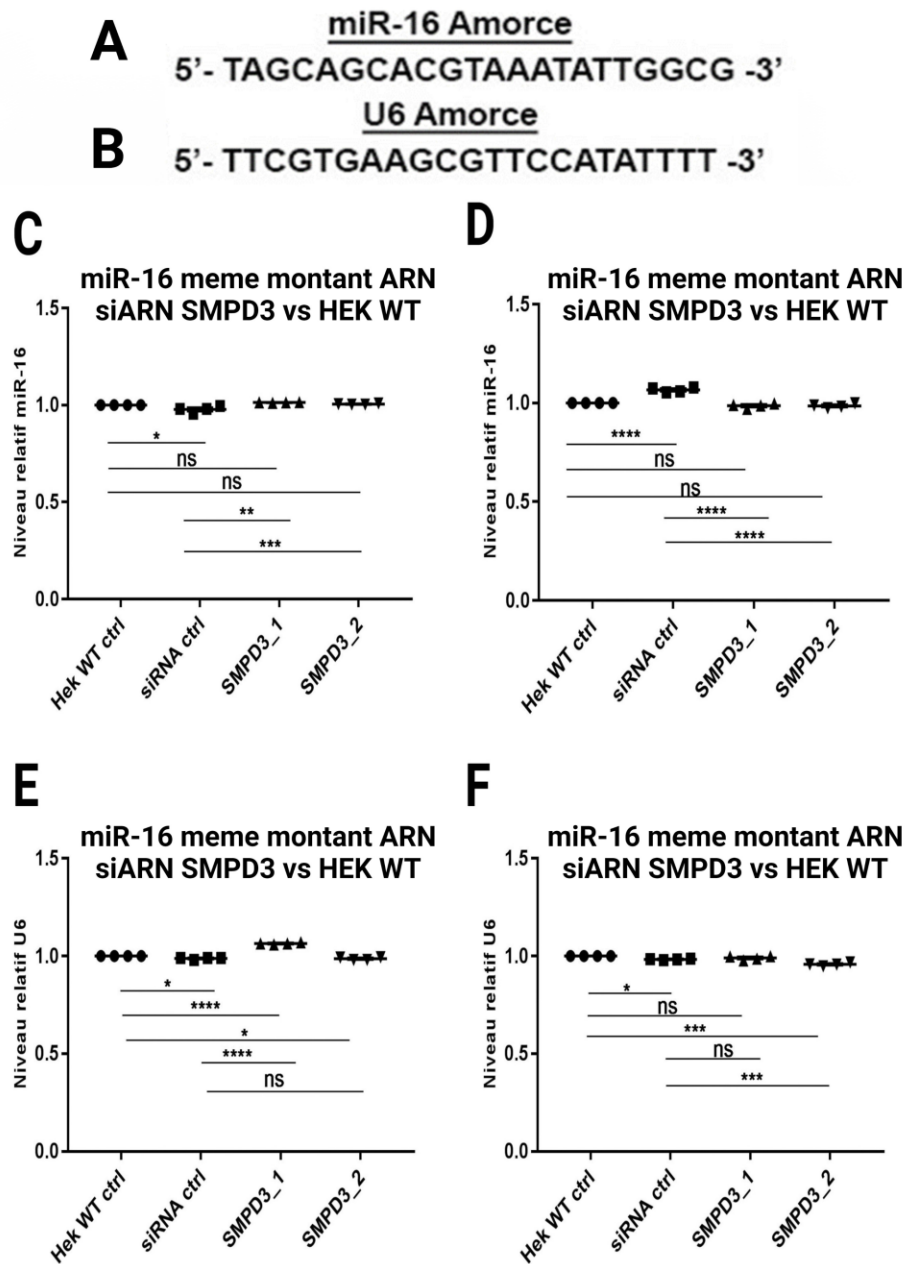 A
miR-16 Amorce
5’- TAGCAGCACGTAAATATTGGCG -3’
B
U6 Amorce
5’- TTCGTGAAGCGTTCCATATTTT -3’
C
miR-16 meme montant ARN
siARN SMPD3 vs HEK WT
Niveau relatif miR-16
1.5
1.0
0.5
0.0
*
ns
ns
**
***
Hek WT ctrl
siRNA ctrl
SMPD3_1
SMPD3_2
D
miR-16 meme montant ARN
siARN SMPD3 vs HEK WT
Niveau relatif miR-16
1.5
1.0
0.5
0.0
****
ns
ns
****
****
Hek WT ctrl
siRNA ctrl
SMPD3_1
SMPD3_2
E
miR-16 meme montant ARN
siARN SMPD3 vs HEK WT
Niveau relatif U6
1.5
1.0
0.5
0.0
*
****
*
****
ns
Hek WT ctrl
siRNA ctrl
SMPD3_1
SMPD3_2
F
miR-16 meme montant ARN
siARN SMPD3 vs HEK WT
Niveau relatif U6
1.5
1.0
0.5
0.0
*
ns
***
ns
***
Hek WT ctrl
siRNA ctrl
SMPD3_1
SMPD3_2